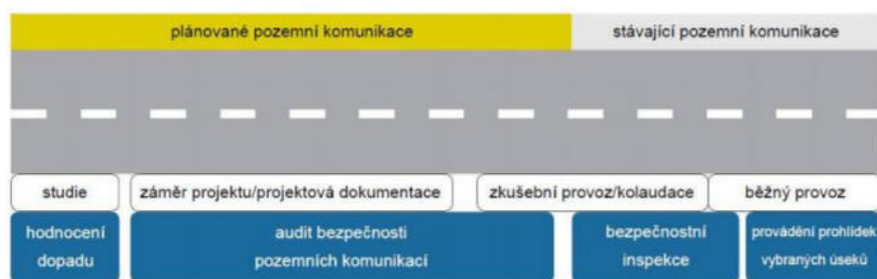 plánované pozemní komunikace
stávající pozemní komunikace
studie
záměr projektu/projektová dokumentace
zkušební provoz/kolaudace
běžný provoz
hodnocení
dopadu
audit bezpečnosti
pozemních komunikací
bezpečnostní
inspekce
provádění prohlídek
vybraných úseků